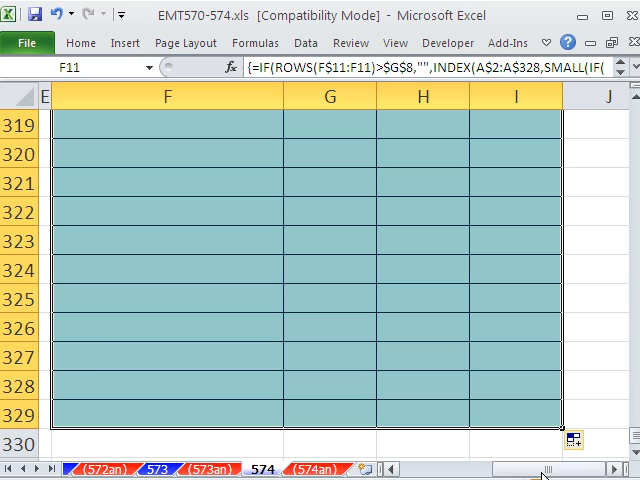 EMT570-574.xls [Compatibility Mode] - Microsoft Excel
File Home Insert Page Layout Formulas Data Review View Developer Add-Ins
F11 fx {=IF(ROWS(F$11:F11)>$G$8,"",INDEX(A$2:A$328,SMALL(IF(
E F G H I J
319
320
321
322
323
324
325
326
327
328
329
330
(572an) 573 (573an) 574 (574an)